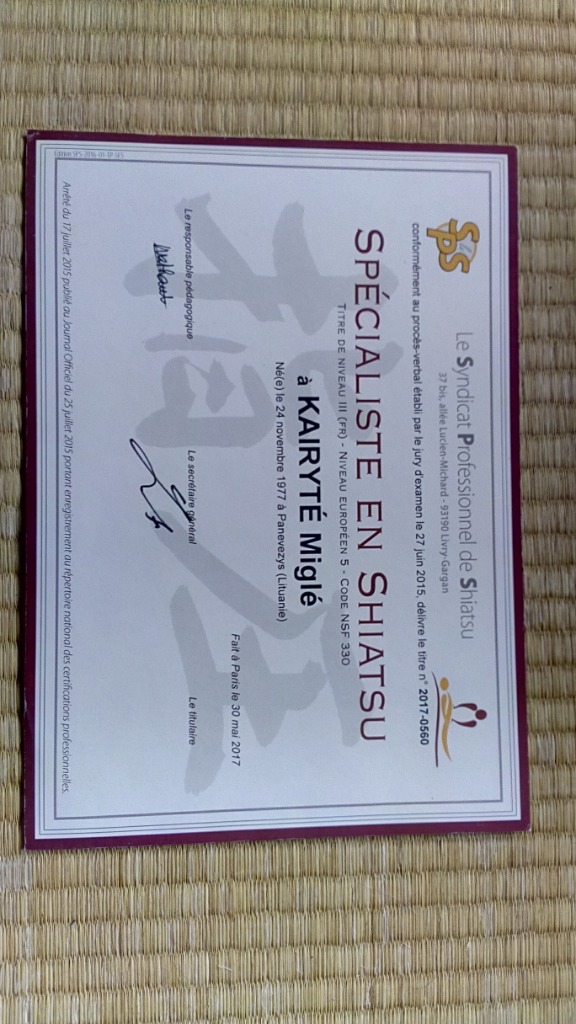 SPS
Le Syndicat Professionnel de Shiatsu
37 bis, allée Lucien-Michard - 93190 Livry-Gargan
conformément au procès-verbal établi par le jury d'examen le 27 juin 2015, délivre le titre n° 2017-0560
SPÉCIALISTE EN SHIATSU
TITRE DE NIVEAU III (FR) - NIVEAU EUROPÉEN 5 - CODE NSF 330
à KAIRYTÉ Miglé
Né(e) le 24 novembre 1977 à Panevezys (Lituanie)
Fait à Paris le 30 mai 2017
Le responsable pédagogique
Le secrétaire général
Le titulaire
Arrêté du 17 juillet 2015 publié au Journal Officiel du 25 juillet 2015 portant enregistrement au répertoire national des certifications professionnelles.